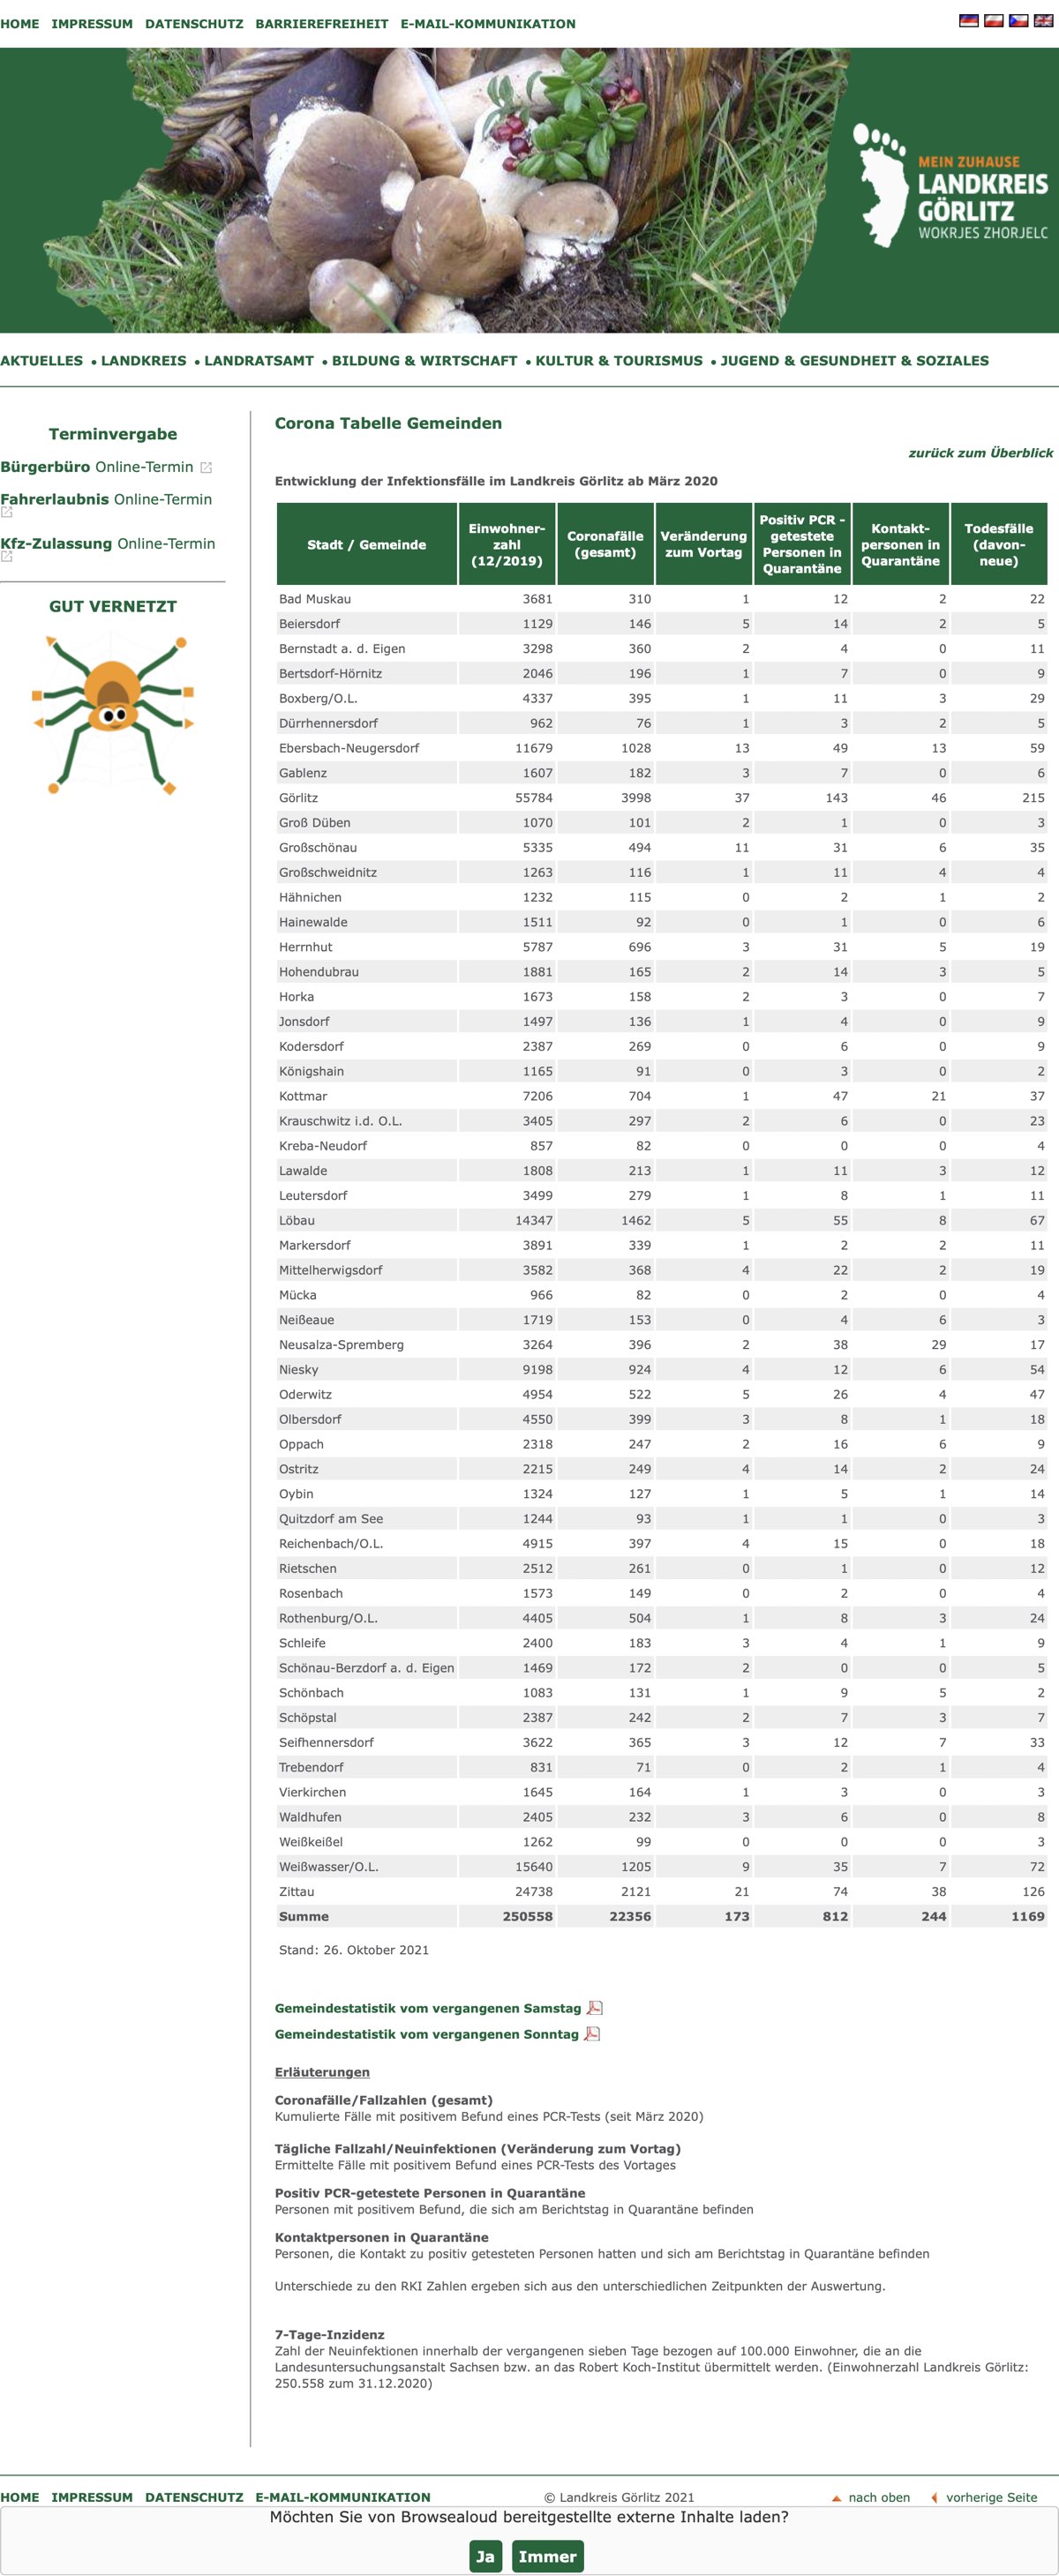 HOME IMPRESSUM DATENSCHUTZ BARRIEREFREIHEIT E-MAIL-KOMMUNIKATION
MEIN ZUHAUSE
LANDKREIS
GÖRLITZ
WOKRJES ZHORJELC
AKTUELLES • LANDKREIS • LANDRATSAMT • BILDUNG & WIRTSCHAFT • KULTUR & TOURISMUS • JUGEND & GESUNDHEIT & SOZIALES
Terminvergabe
Bürgerbüro Online-Termin
Fahrerlaubnis Online-Termin
Kfz-Zulassung Online-Termin
GUT VERNETZT
Corona Tabelle Gemeinden
zurück zum Überblick
Entwicklung der Infektionsfälle im Landkreis Görlitz ab März 2020
Stadt / Gemeinde
Einwohner-
zahl
(12/2019)
Coronafälle
(gesamt)
Veränderung
zum Vortag
Positiv PCR -
getestete
Personen in
Quarantäne
Kontakt-
personen in
Quarantäne
Todesfälle
(davon-
neue)
Bad Muskau 3681 310 1 12 2 22
Beiersdorf 1129 146 5 14 2 5
Bernstadt a. d. Eigen 3298 360 2 4 0 11
Bertsdorf-Hörnitz 2046 196 1 7 0 9
Boxberg/O.L. 4337 395 1 11 3 29
Dürrhennersdorf 962 76 1 3 2 5
Ebersbach-Neugersdorf 11679 1028 13 49 13 59
Gablenz 1607 182 3 7 0 6
Görlitz 55784 3998 37 143 46 215
Groß Düben 1070 101 2 1 0 3
Großschönau 5335 494 11 31 6 35
Großschweidnitz 1263 116 1 11 4 4
Hähnichen 1232 115 0 2 1 2
Hainewalde 1511 92 0 1 0 6
Herrnhut 5787 696 3 31 5 19
Hohendubrau 1881 165 2 14 3 5
Horka 1673 158 2 3 0 7
Jonsdorf 1497 136 1 4 0 9
Kodersdorf 2387 269 0 6 0 9
Königshain 1165 91 0 3 0 2
Kottmar 7206 704 1 47 21 37
Krauschwitz i.d. O.L. 3405 297 2 6 0 23
Kreba-Neudorf 857 82 0 0 0 4
Lawalde 1808 213 1 11 3 12
Leutersdorf 3499 279 1 8 1 11
Löbau 14347 1462 5 55 8 67
Markersdorf 3891 339 1 2 2 11
Mittelherwigsdorf 3582 368 4 22 2 19
Mücka 966 82 0 2 0 4
Neißeaue 1719 153 0 4 6 3
Neusalza-Spremberg 3264 396 2 38 29 17
Niesky 9198 924 4 12 6 54
Oderwitz 4954 522 5 26 4 47
Olbersdorf 4550 399 3 8 1 18
Oppach 2318 247 2 16 6 9
Ostritz 2215 249 4 14 2 24
Oybin 1324 127 1 5 1 14
Quitzdorf am See 1244 93 1 1 0 3
Reichenbach/O.L. 4915 397 4 15 0 18
Rietschen 2512 261 0 1 0 12
Rosenbach 1573 149 0 2 0 4
Rothenburg/O.L. 4405 504 1 8 3 24
Schleife 2400 183 3 4 1 9
Schönau-Berzdorf a. d. Eigen 1469 172 2 0 0 5
Schönbach 1083 131 1 9 5 2
Schöpstal 2387 242 2 7 3 7
Seifhennersdorf 3622 365 3 12 7 33
Trebendorf 831 71 0 2 1 4
Vierkirchen 1645 164 1 3 0 3
Waldhufen 2405 232 3 6 0 8
Weißkeißel 1262 99 0 0 0 3
Weißwasser/O.L. 15640 1205 9 35 7 72
Zittau 24738 2121 21 74 38 126
Summe 250558 22356 173 812 244 1169
Stand: 26. Oktober 2021
Gemeindestatistik vom vergangenen Samstag
Gemeindestatistik vom vergangenen Sonntag
Erläuterungen
Coronafälle/Fallzahlen (gesamt)
Kumulierte Fälle mit positivem Befund eines PCR-Tests (seit März 2020)
Tägliche Fallzahl/Neuinfektionen (Veränderung zum Vortag)
Ermittelte Fälle mit positivem Befund eines PCR-Tests des Vortages
Positiv PCR-getestete Personen in Quarantäne
Personen mit positivem Befund, die sich am Berichtstag in Quarantäne befinden
Kontaktpersonen in Quarantäne
Personen, die Kontakt zu positiv getesteten Personen hatten und sich am Berichtstag in Quarantäne befinden
Unterschiede zu den RKI Zahlen ergeben sich aus den unterschiedlichen Zeitpunkten der Auswertung.
7-Tage-Inzidenz
Zahl der Neuinfektionen innerhalb der vergangenen sieben Tage bezogen auf 100.000 Einwohner, die an die
Landesuntersuchungsanstalt Sachsen bzw. an das Robert Koch-Institut übermittelt werden. (Einwohnerzahl Landkreis Görlitz:
250.558 zum 31.12.2020)
HOME IMPRESSUM DATENSCHUTZ E-MAIL-KOMMUNIKATION © Landkreis Görlitz 2021 nach oben vorherige Seite
Möchten Sie von Browsealoud bereitgestellte externe Inhalte laden?
Ja Immer